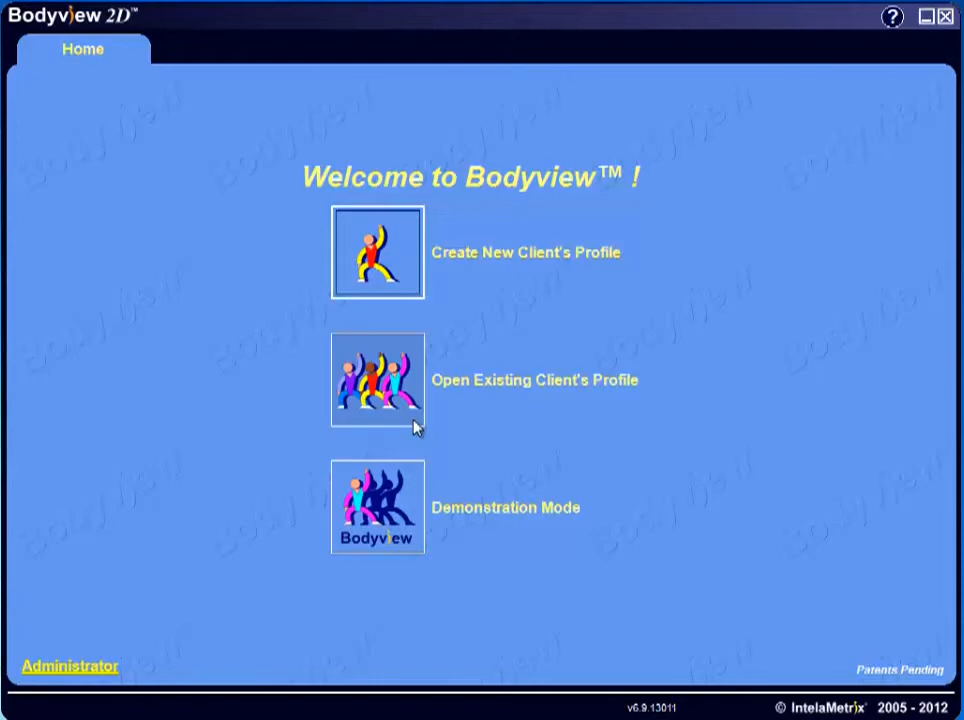 Bodyview 2D™
?
Home
Welcome to Bodyview™ !
Create New Client's Profile
Open Existing Client's Profile
Demonstration Mode
Bodyview
Administrator
Patents Pending
v6.9.13011
© IntelaMetrix® 2005 - 2012